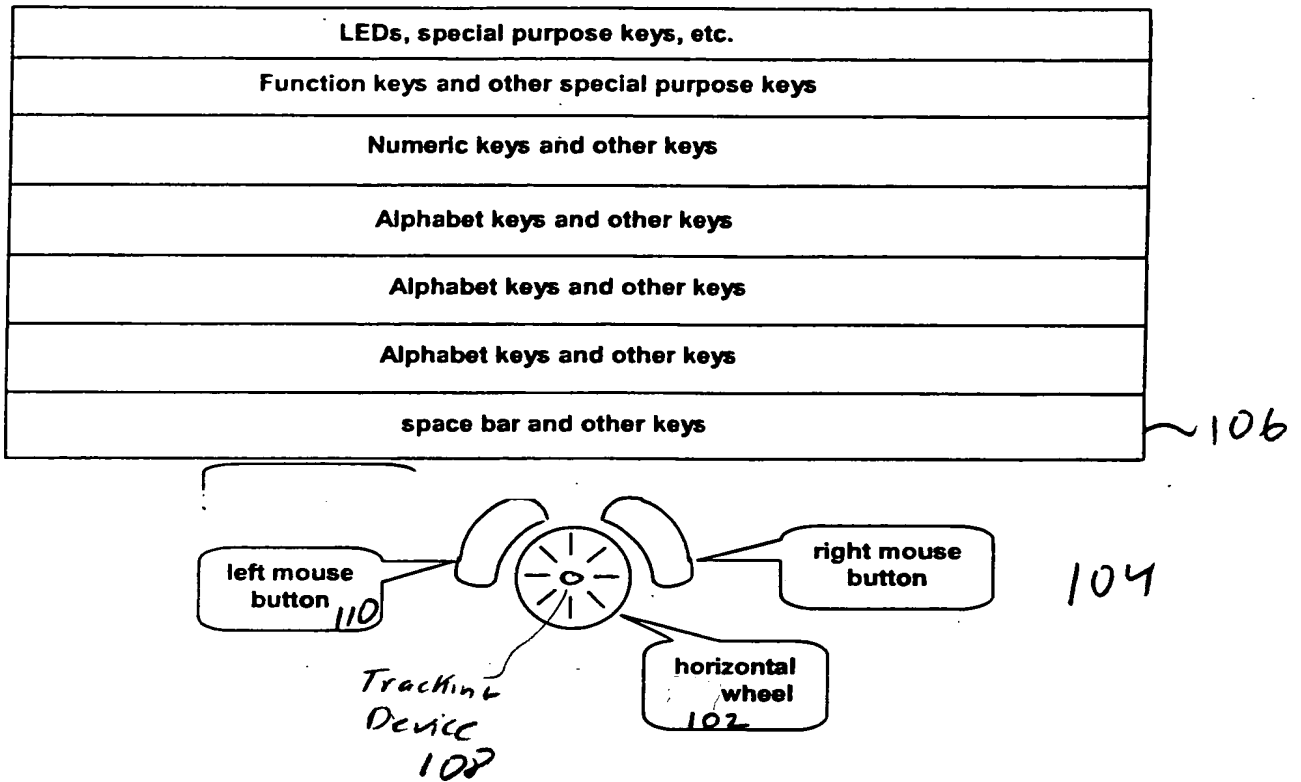 LEDs, special purpose keys, etc.
Function keys and other special purpose keys
Numeric keys and other keys
Alphabet keys and other keys
Alphabet keys and other keys
Alphabet keys and other keys
space bar and other keys
106
left mouse
button
110
right mouse
button
104
horizontal
wheel
102
Tracking
Device
108